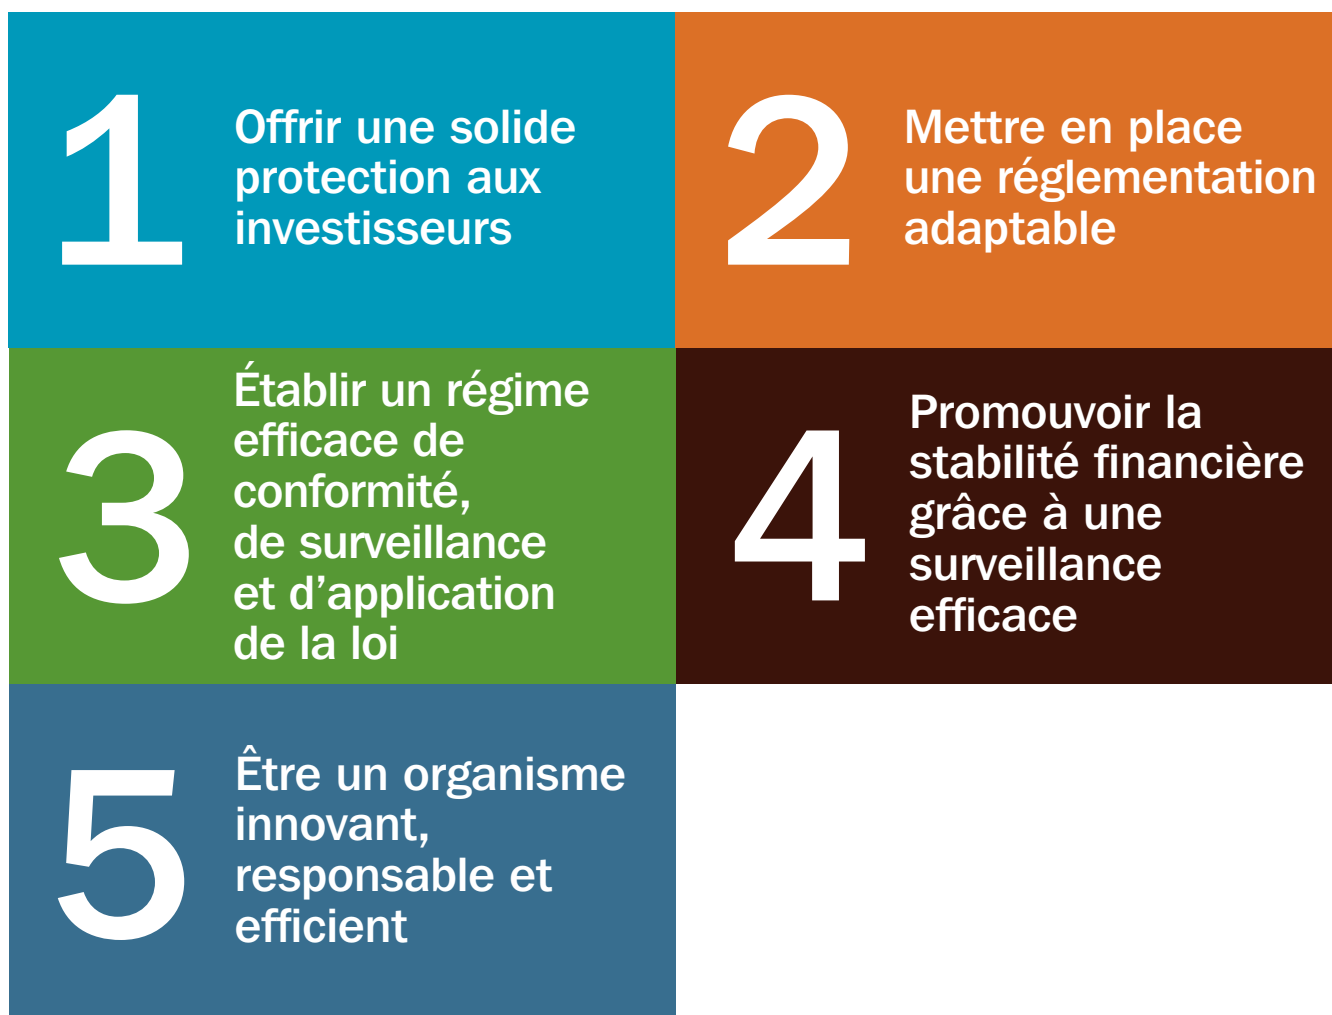 1
Offrir une solide
protection aux
investisseurs
2
Mettre en place
une réglementation
adaptable
3
Établir un régime
efficace de
conformité,
de surveillance
et d’application
de la loi
4
Promouvoir la
stabilité financière
grâce à une
surveillance
efficace
5
Être un organisme
innovant,
responsable et
efficient